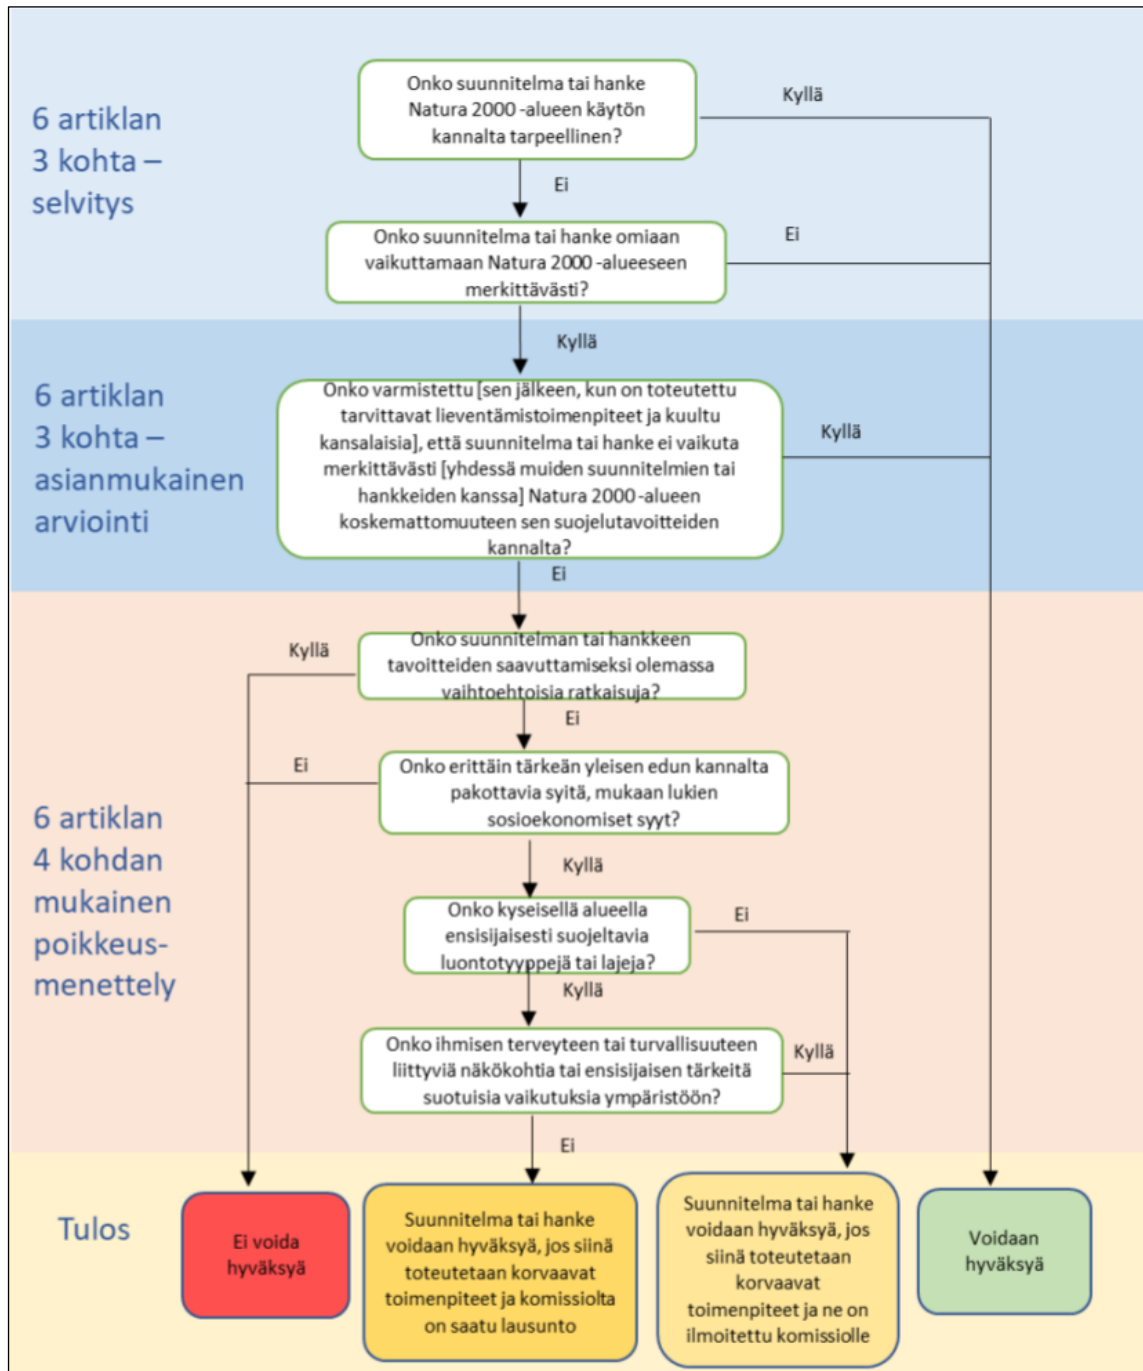 6 artiklan
3 kohta –
selvitys
Onko suunnitelma tai hanke
Natura 2000 -alueen käytön
kannalta tarpeellinen?
Kyllä
Ei
Onko suunnitelma tai hanke omiaan
vaikuttamaan Natura 2000 -alueeseen
merkittävästi?
Ei
Kyllä
6 artiklan
3 kohta –
asianmukainen
arviointi
Onko varmistettu [sen jälkeen, kun on toteutettu
tarvittavat lieventämistoimenpiteet ja kuultu
kansalaisia], että suunnitelma tai hanke ei vaikuta
merkittävästi [yhdessä muiden suunnitelmien tai
hankkeiden kanssa] Natura 2000 -alueen
koskemattomuuteen sen suojelutavoitteiden
kannalta?
Kyllä
Ei
6 artiklan
4 kohdan
mukainen
poikkeus-
menettely
Onko suunnitelman tai hankkeen
tavoitteiden saavuttamiseksi olemassa
vaihtoehtoisia ratkaisuja?
Kyllä
Ei
Onko erittäin tärkeän yleisen edun kannalta
pakottavia syitä, mukaan lukien
sosioekonomiset syyt?
Ei
Kyllä
Onko kyseisellä alueella
ensisijaisesti suojeltavia
luontotyyppejä tai lajeja?
Ei
Kyllä
Onko ihmisen terveyteen tai turvallisuuteen
liittyviä näkökohtia tai ensisijaisen tärkeitä
suotuisia vaikutuksia ympäristöön?
Kyllä
Ei
Tulos
Ei voida
hyväksyä
Suunnitelma tai hanke
voidaan hyväksyä, jos siinä
toteutetaan korvaavat
toimenpiteet ja komissiolta
on saatu lausunto
Suunnitelma tai hanke
voidaan hyväksyä, jos
siinä toteutetaan
korvaavat
toimenpiteet ja ne on
ilmoitettu komissiolle
Voidaan
hyväksyä